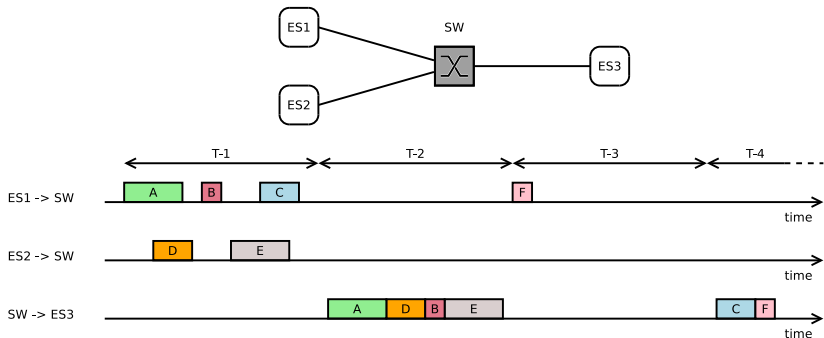 SW
ES1
ES3
ES2
T-1 T-2 T-3 T-4
ES1 -> SW A B C F
time
ES2 -> SW D E
time
SW -> ES3 A D B E C F
time